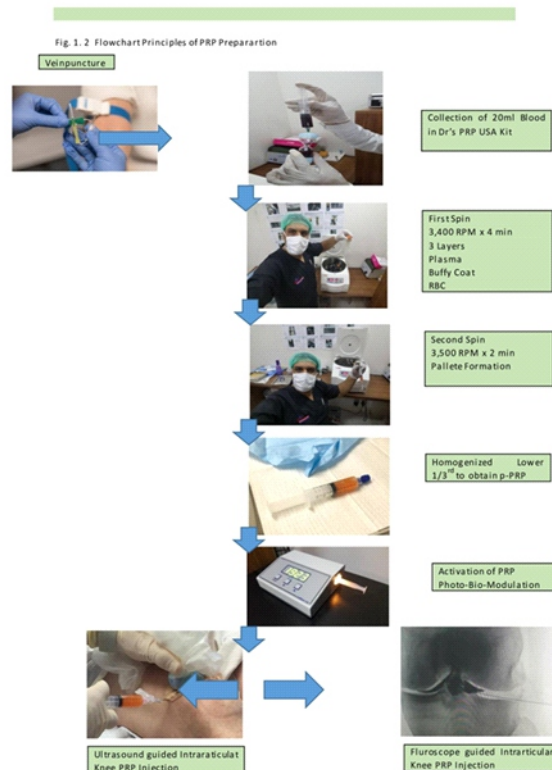 Fig. 1. 2 Flowchart Principles of PRP Preparartion
Veinpuncture
Collection of 20ml Blood
in Dr's PRP USA Kit
First Spin
3,400 RPM x 4 min
3 Layers
Plasma
Buffy Coat
RBC
Second Spin
3,500 RPM x 2 min
Pallete Formation
Homogenized Lower
1/3rd to obtain p-PRP
Activation of PRP
Photo-Bio-Modulation
Ultrasound guided Intraraticulat
Knee PRP Injection
Fluroscope guided Intrarticular
Knee PRP Injection